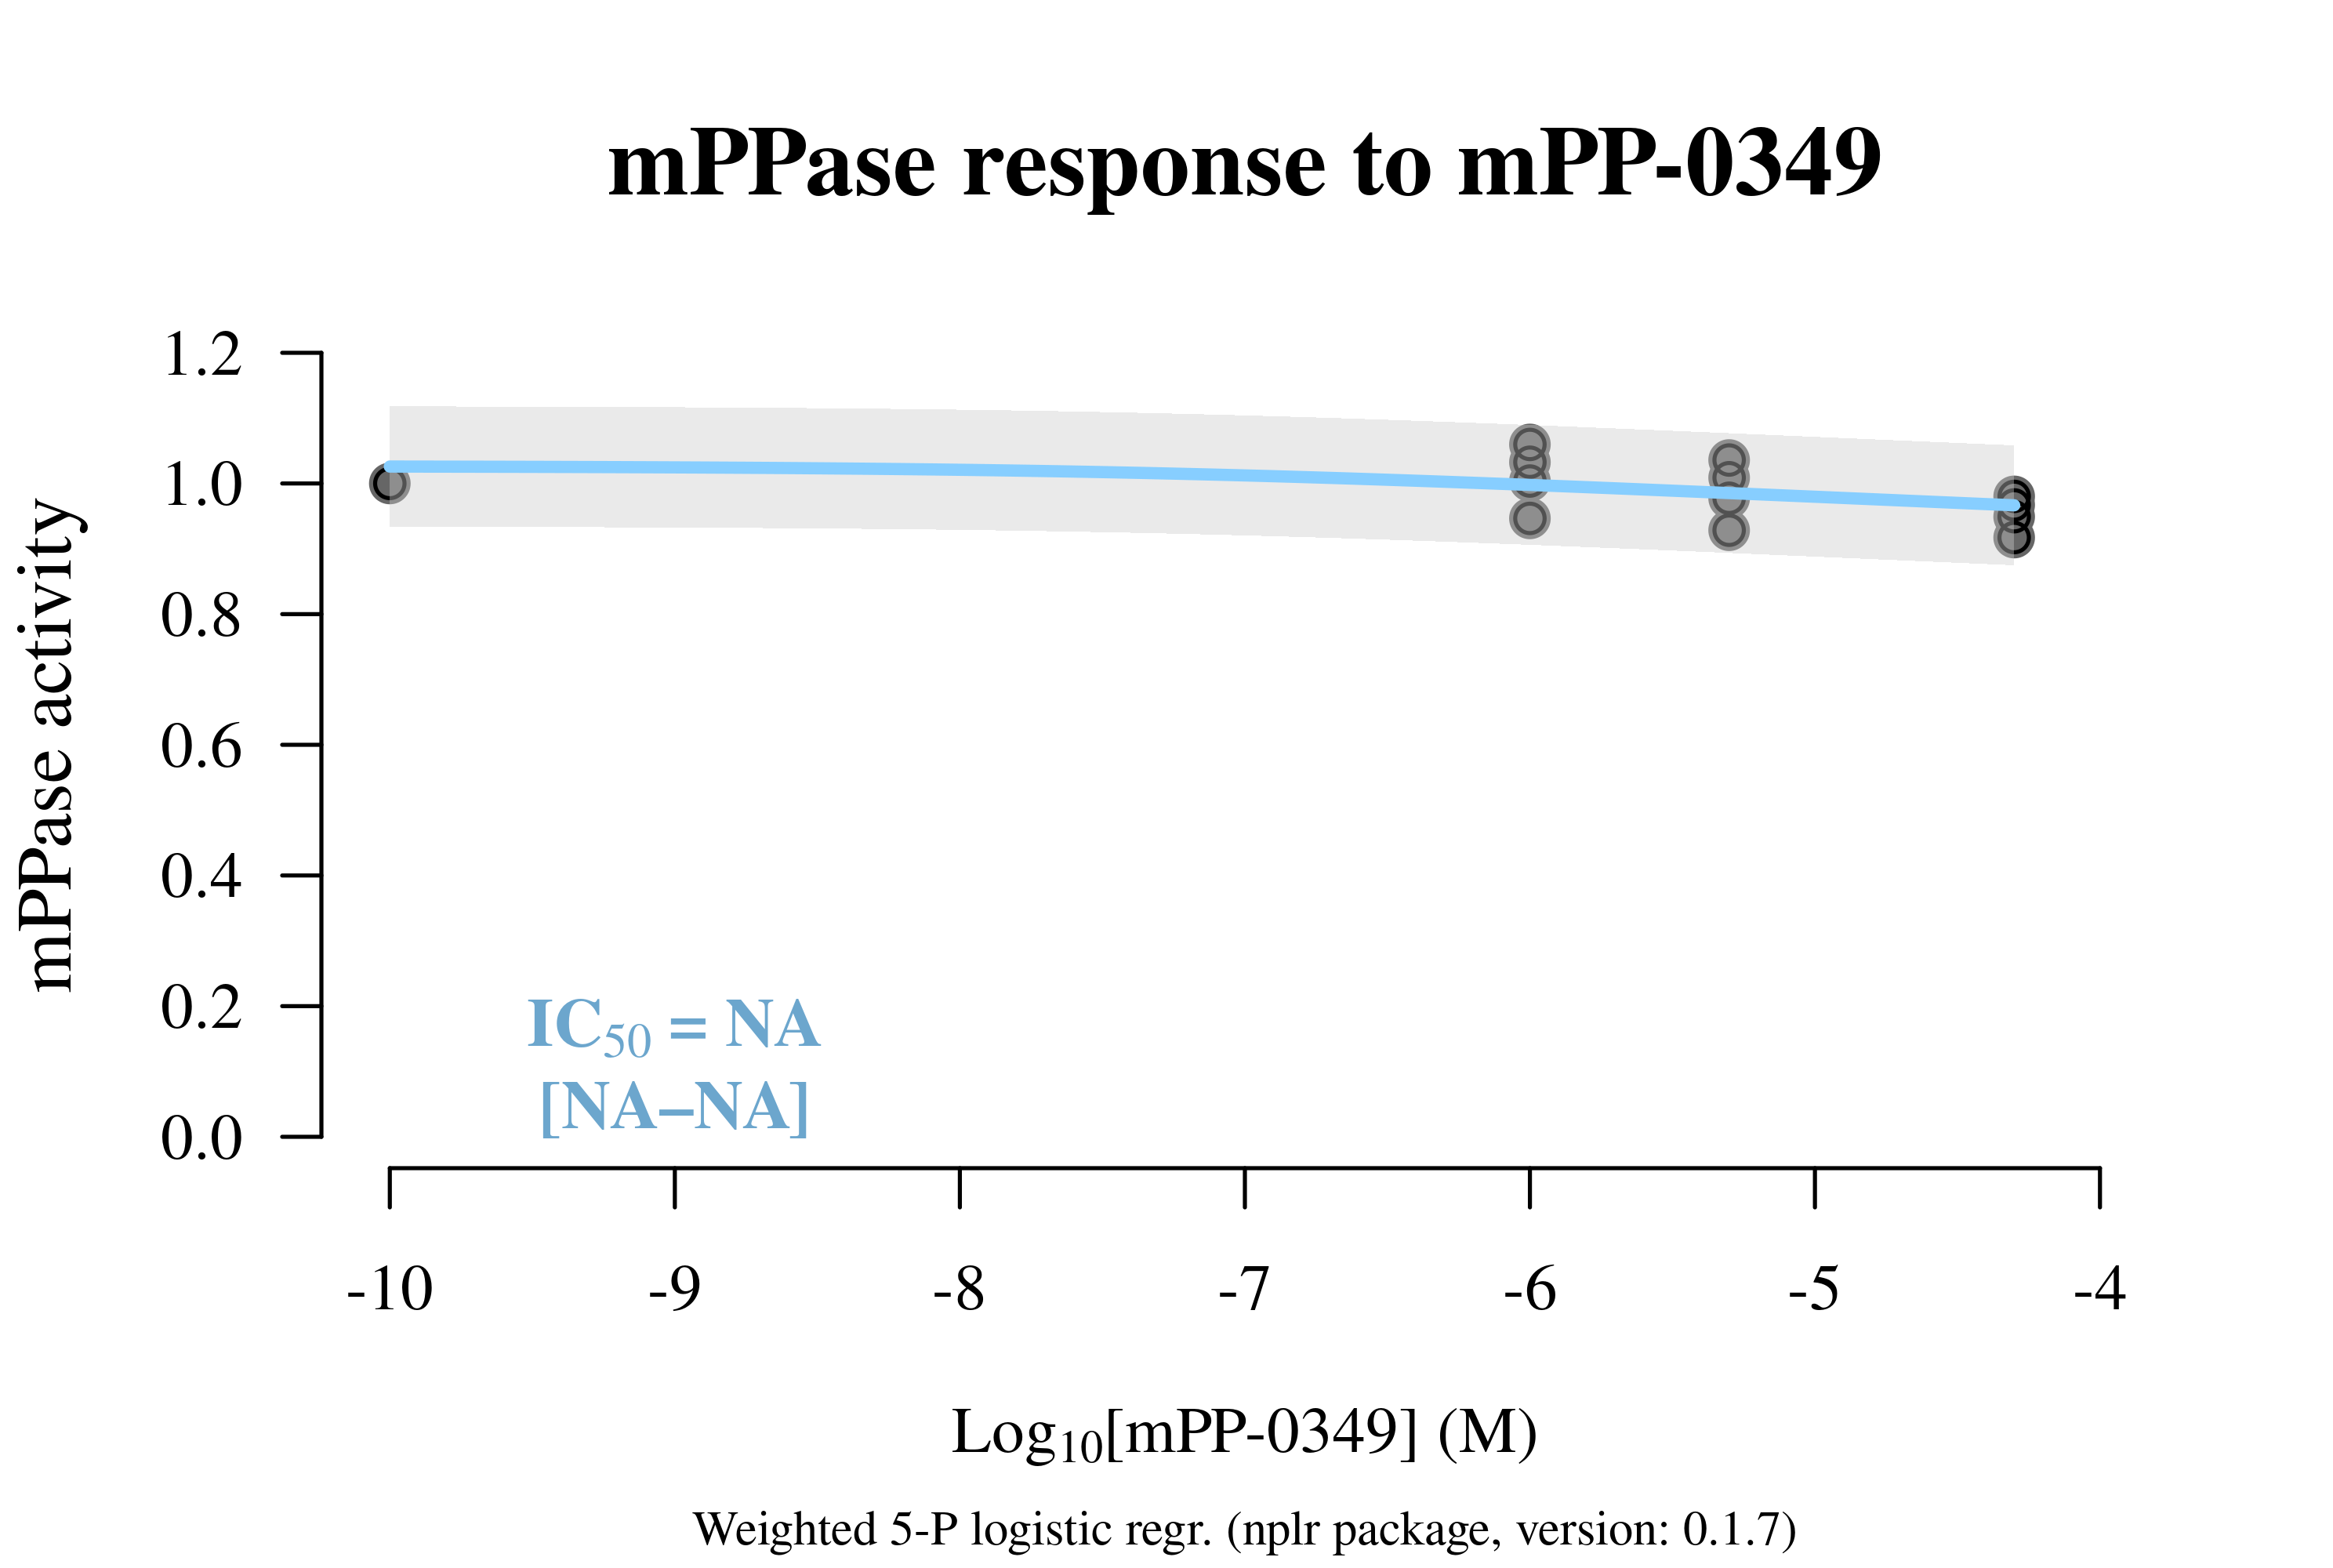 mPPase response to mPP-0349
mPPase activity
1.2
1.0
0.8
0.6
0.4
0.2
0.0
IC50 = NA
[NA–NA]
-10 -9 -8 -7 -6 -5 -4
Log10[mPP-0349] (M)
Weighted 5-P logistic regr. (nplr package, version: 0.1.7)